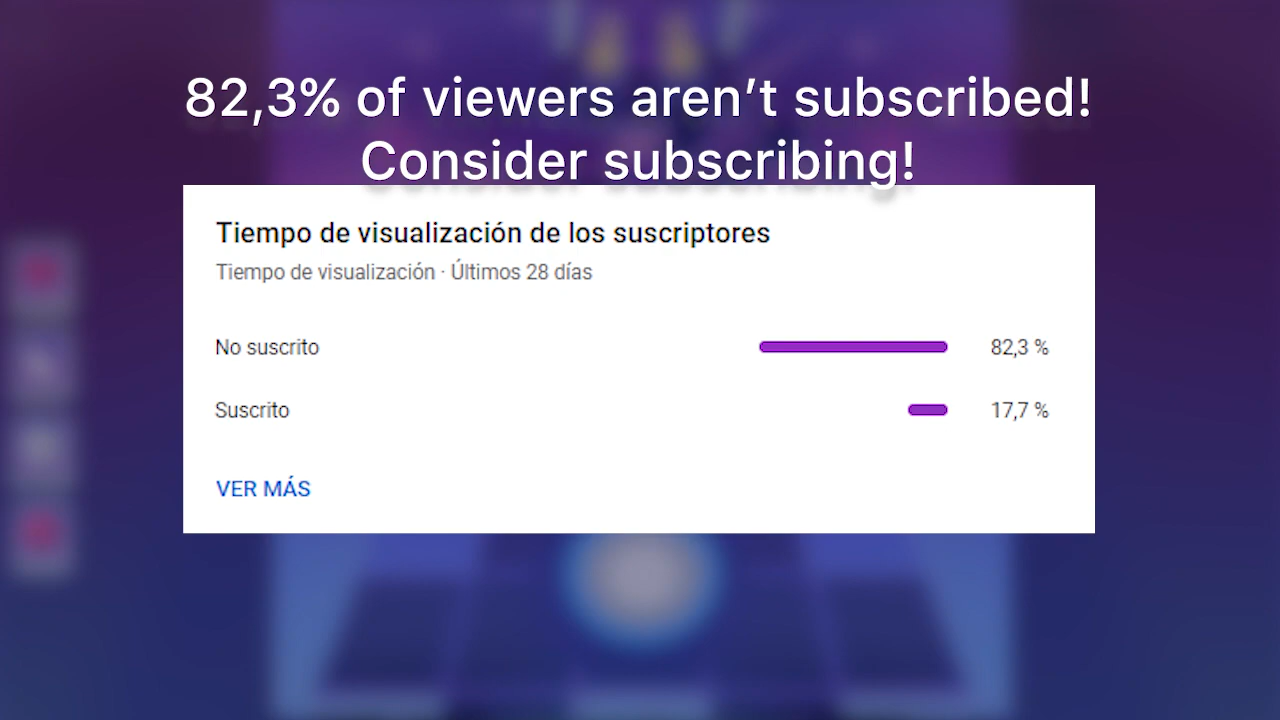 82,3% of viewers aren’t subscribed!
Consider subscribing!
Tiempo de visualización de los suscriptores
Tiempo de visualización · Últimos 28 días
No suscrito 82,3 %
Suscrito 17,7 %
VER MÁS